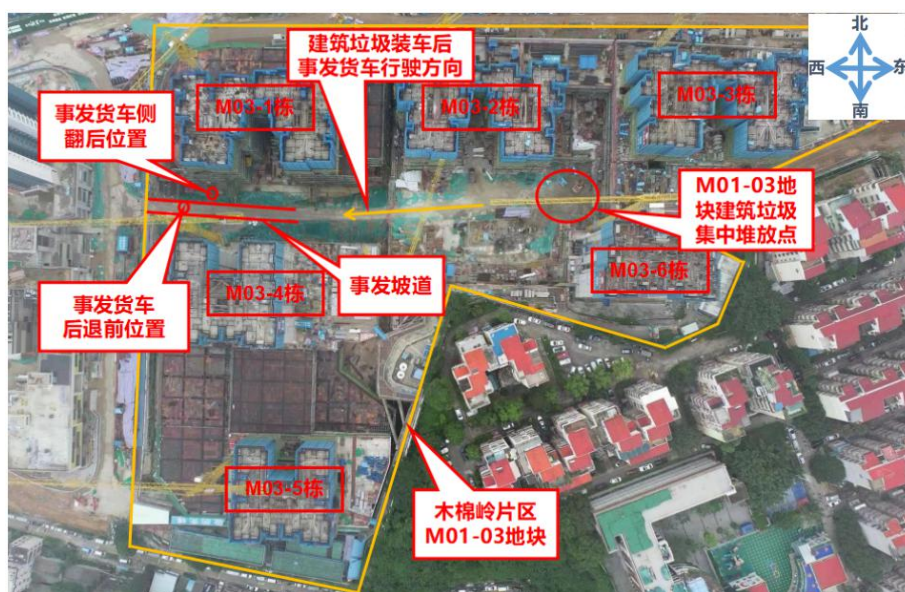 北
西
东
南
建筑垃圾装车后
事发货车行驶方向
M03-1栋
M03-2栋
M03-3栋
事发货车侧
翻后位置
M01-03地
块建筑垃圾
集中堆放点
M03-4栋
事发坡道
M03-6栋
事发货车
后退前位置
M03-5栋
木棉岭片区
M01-03地块